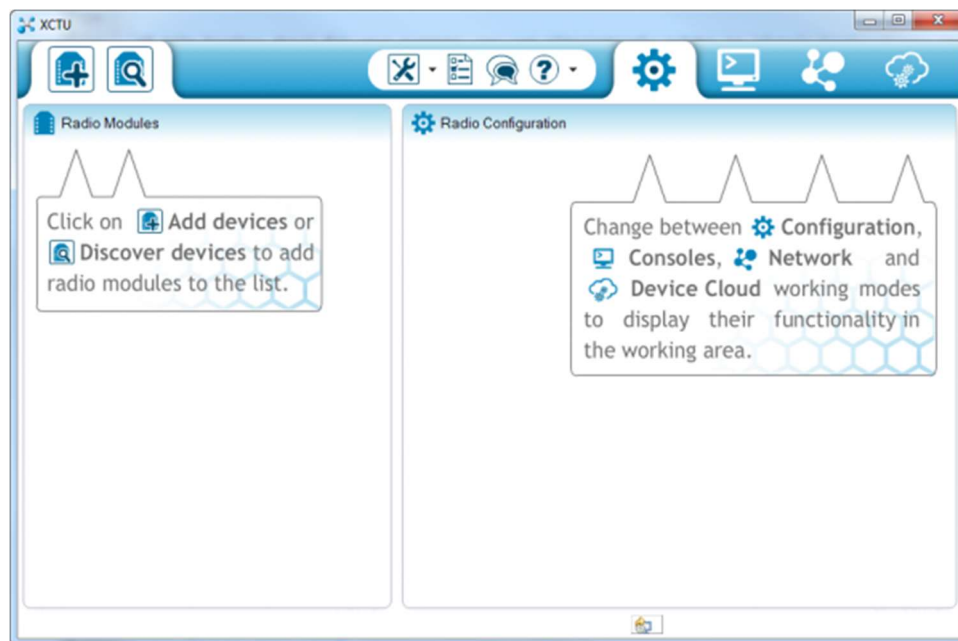 XCTU
Radio Modules
Click on Add devices or
Discover devices to add
radio modules to the list.
Radio Configuration
Change between Configuration,
Consoles, Network and
Device Cloud working modes
to display their functionality in
the working area.